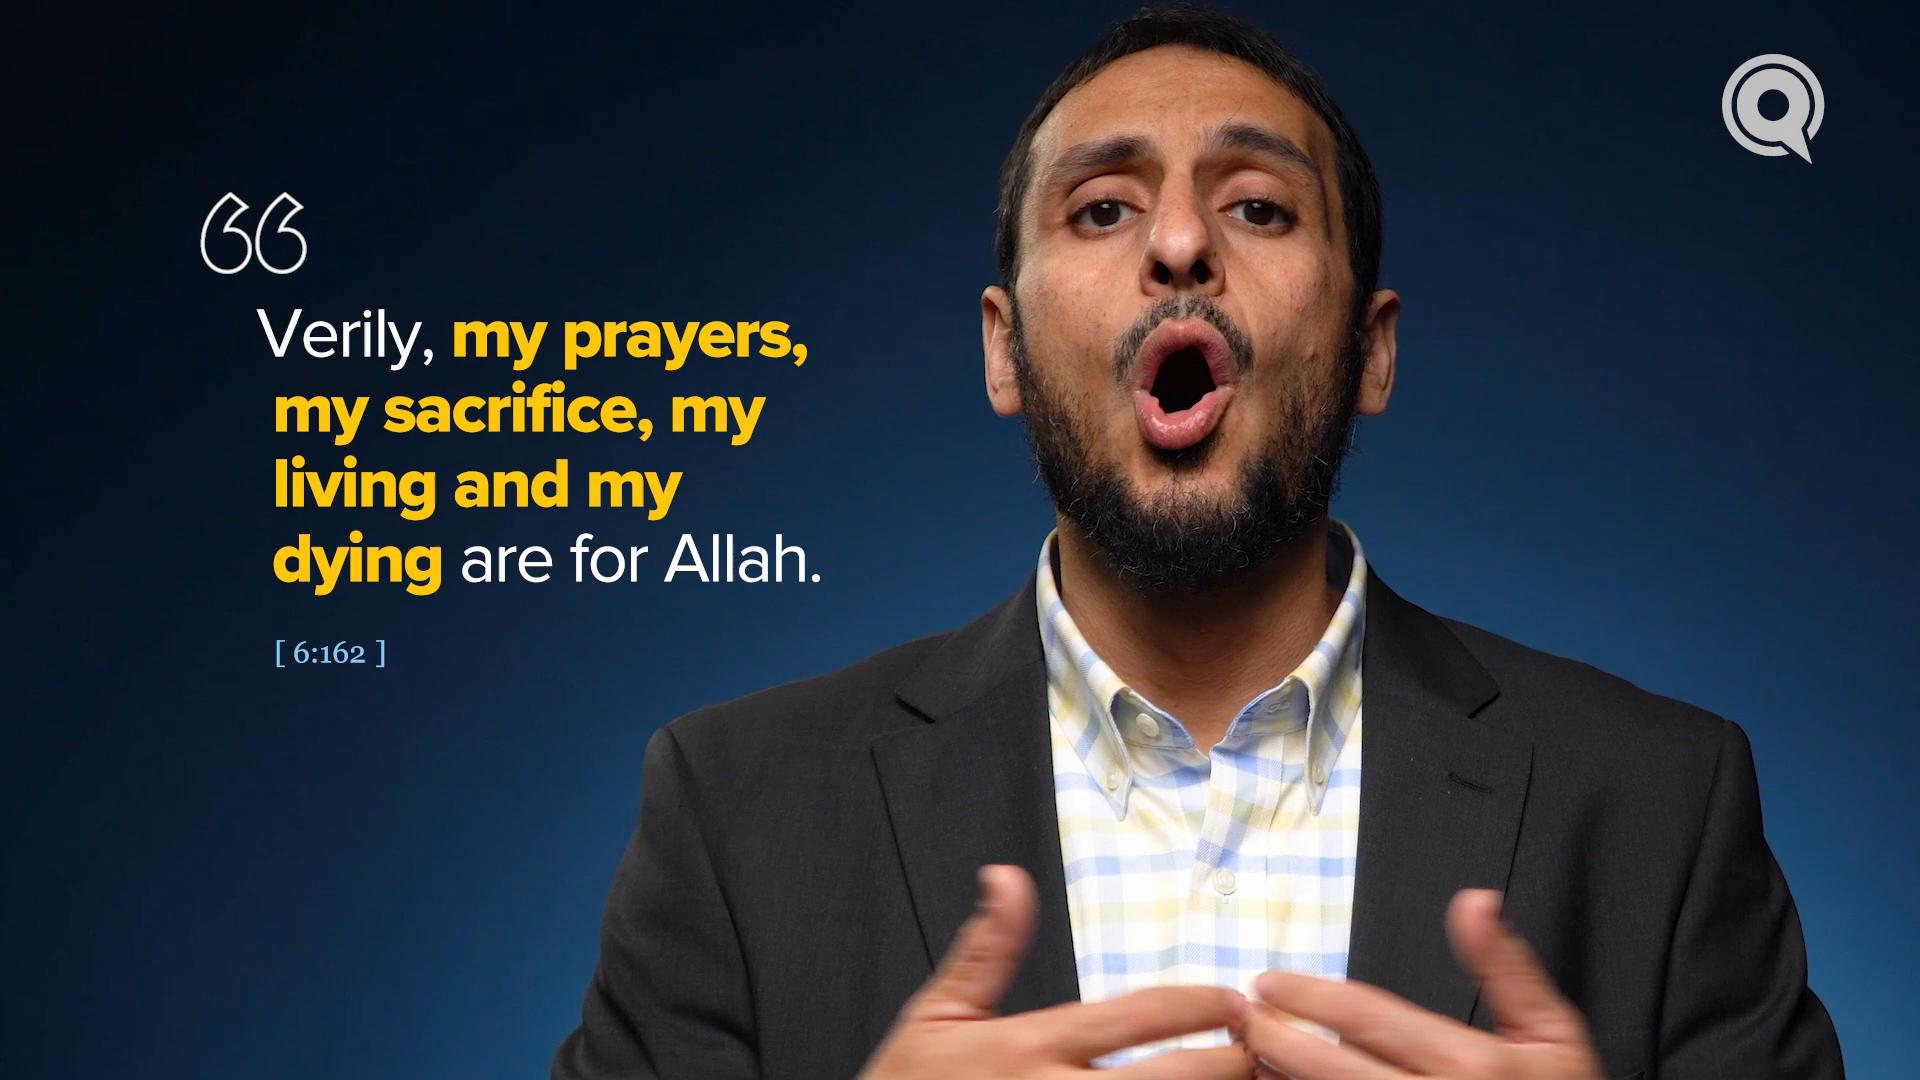 Verily, my prayers,
my sacrifice, my
living and my
dying are for Allah.
[ 6:162 ]